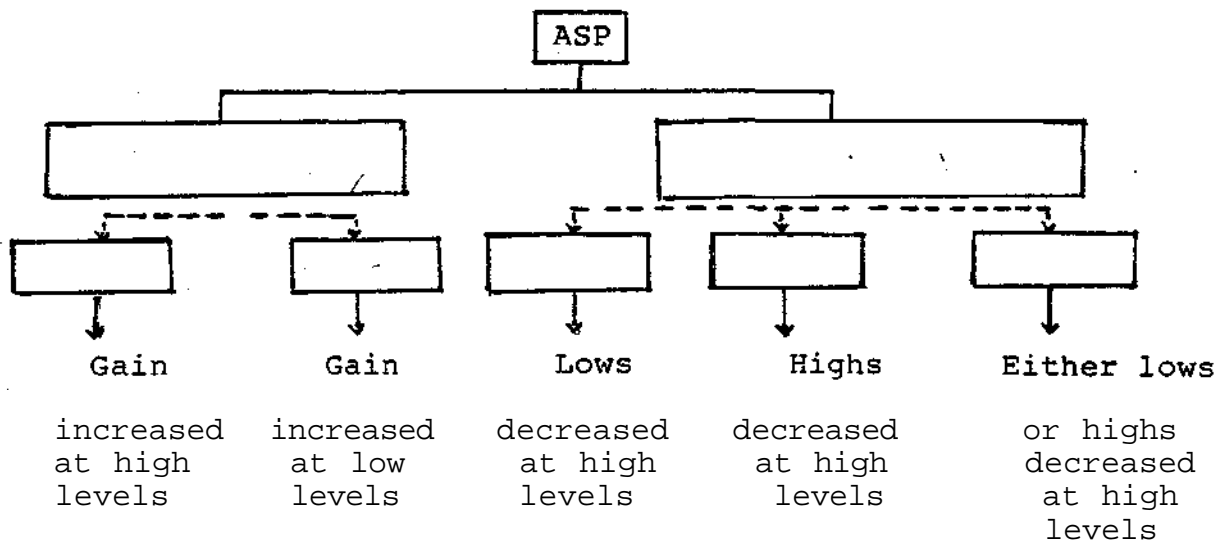 ASP
Gain Gain Lows Highs Either lows
increased increased decreased decreased or highs
at high at low at high at high decreased
levels levels levels levels at high
levels